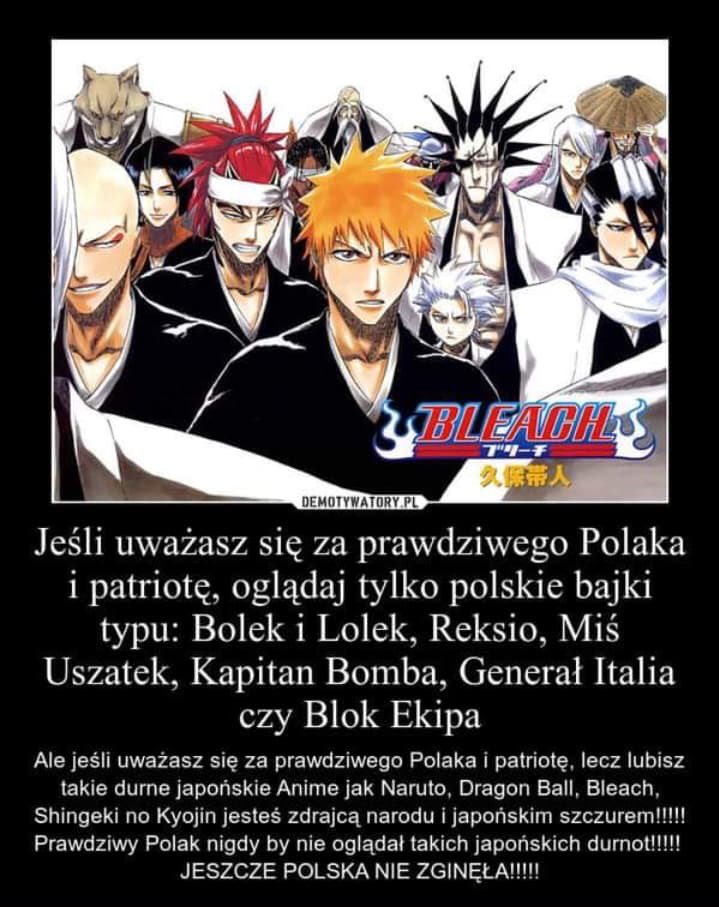 BLEACH
ブリーチ
久保帯人
DEMOTYWATORY.PL
Jeśli uważasz się za prawdziwego Polaka
i patriotę, oglądaj tylko polskie bajki
typu: Bolek i Lolek, Reksio, Miś
Uszatek, Kapitan Bomba, Generał Italia
czy Blok Ekipa
Ale jeśli uważasz się za prawdziwego Polaka i patriotę, lecz lubisz
takie durne japońskie Anime jak Naruto, Dragon Ball, Bleach,
Shingeki no Kyojin jesteś zdrajcą narodu i japońskim szczurem!!!!!
Prawdziwy Polak nigdy by nie oglądał takich japońskich durnot!!!!!
JESZCZE POLSKA NIE ZGINĘŁA!!!!!